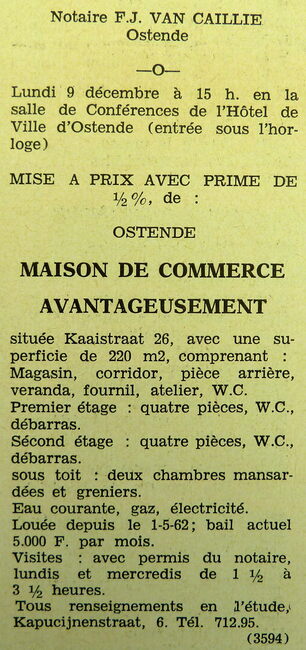 Notaire F.J. VAN CAILLIE
Ostende
—O—
Lundi 9 décembre à 15 h. en la
salle de Conférences de l'Hôtel de
Ville d'Ostende (entrée sous l'hor-
loge)
MISE A PRIX AVEC PRIME DE
½%, de :
OSTENDE
MAISON DE COMMERCE
AVANTAGEUSEMENT
située Kaaistraat 26, avec une su-
perficie de 220 m2, comprenant :
Magasin, corridor, pièce arrière,
veranda, fournil, atelier, W.C.
Premier étage : quatre pièces, W.C.,
débarras.
Sécond étage : quatre pièces, W.C.,
débarras.
sous toit : deux chambres mansar-
dées et greniers.
Eau courante, gaz, électricité.
Louée depuis le 1-5-62; bail actuel
5.000 F. par mois.
Visites : avec permis du notaire,
lundis et mercredis de 1 ½ à
3 ½ heures.
Tous renseignements en l'étude,
Kapucijnenstraat, 6. Tél. 712.95.
(3594)